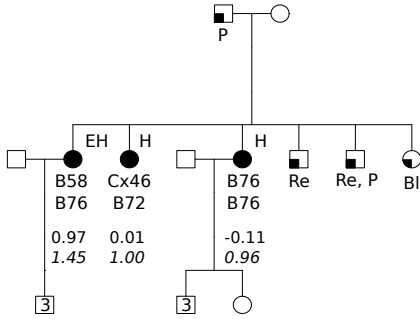 P
EH H H
B58 Cx46 B76 Re Re, P Bl
B76 B72 B76
0.97 0.01 -0.11
1.45 1.00 0.96
3 3